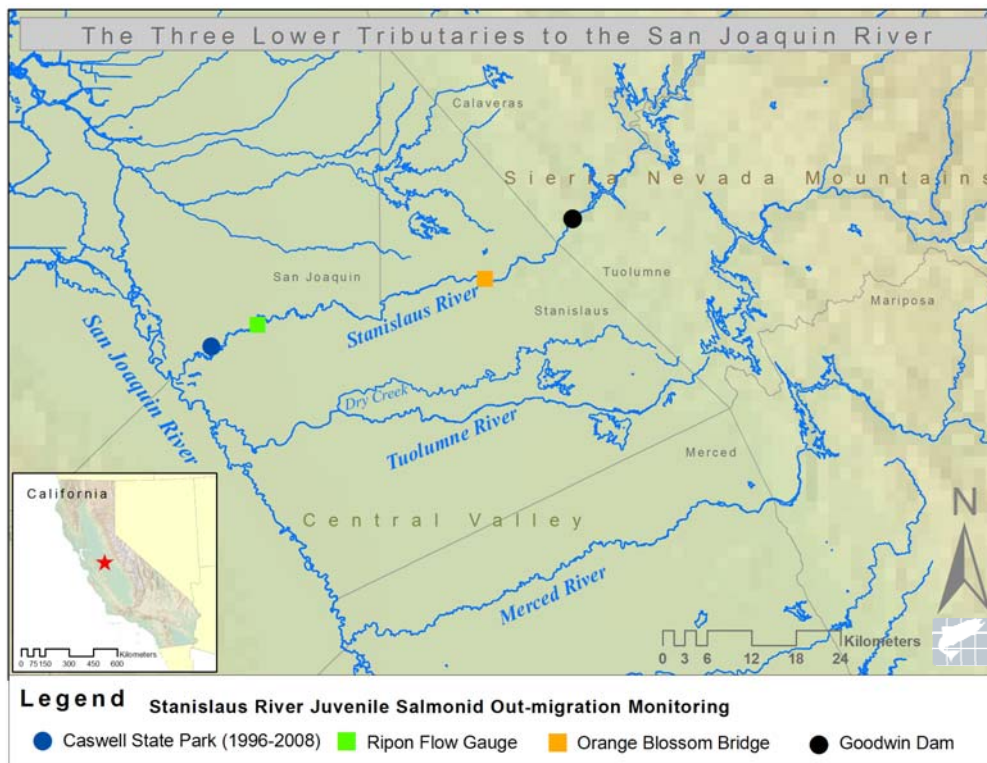 The Three Lower Tributaries to the San Joaquin River
Calaveras
Sierra Nevada Mountains
San Joaquin
Tuolumne
Stanislaus River
Stanislaus
Mariposa
San Joaquin River
Dry Creek
Tuolumne River
Merced
California
Central Valley
N
Merced River
Kilometers
0 3 6 12 18 24
Kilometers
0 75 150 300 450 600
Legend Stanislaus River Juvenile Salmonid Out-migration Monitoring
Caswell State Park (1996-2008) Ripon Flow Gauge Orange Blossom Bridge Goodwin Dam